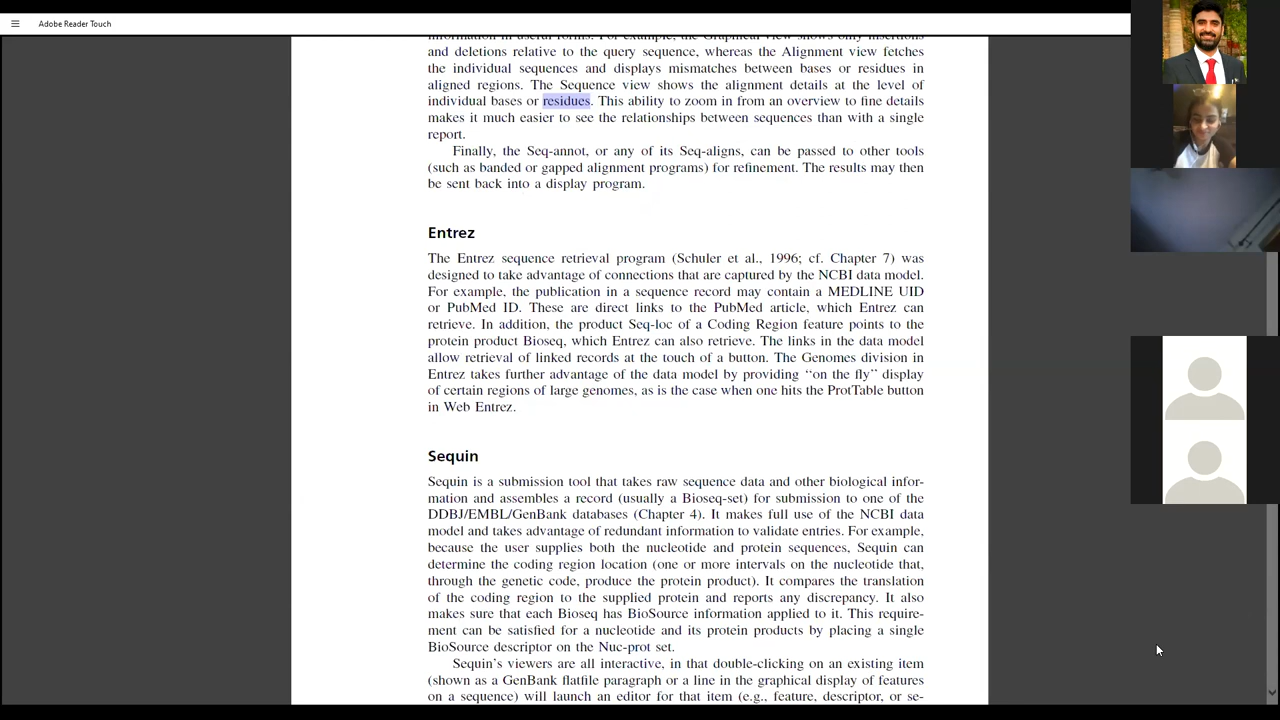 Adobe Reader Touch
information in useful forms. For example, the Graphical view shows only insertions
and deletions relative to the query sequence, whereas the Alignment view fetches
the individual sequences and displays mismatches between bases or residues in
aligned regions. The Sequence view shows the alignment details at the level of
individual bases or residues. This ability to zoom in from an overview to fine details
makes it much easier to see the relationships between sequences than with a single
report.
Finally, the Seq-annot, or any of its Seq-aligns, can be passed to other tools
(such as banded or gapped alignment programs) for refinement. The results may then
be sent back into a display program.
Entrez
The Entrez sequence retrieval program (Schuler et al., 1996; cf. Chapter 7) was
designed to take advantage of connections that are captured by the NCBI data model.
For example, the publication in a sequence record may contain a MEDLINE UID
or PubMed ID. These are direct links to the PubMed article, which Entrez can
retrieve. In addition, the product Seq-loc of a Coding Region feature points to the
protein product Bioseq, which Entrez can also retrieve. The links in the data model
allow retrieval of linked records at the touch of a button. The Genomes division in
Entrez takes further advantage of the data model by providing ‘‘on the fly’’ display
of certain regions of large genomes, as is the case when one hits the ProtTable button
in Web Entrez.
Sequin
Sequin is a submission tool that takes raw sequence data and other biological infor-
mation and assembles a record (usually a Bioseq-set) for submission to one of the
DDBJ/EMBL/GenBank databases (Chapter 4). It makes full use of the NCBI data
model and takes advantage of redundant information to validate entries. For example,
because the user supplies both the nucleotide and protein sequences, Sequin can
determine the coding region location (one or more intervals on the nucleotide that,
through the genetic code, produce the protein product). It compares the translation
of the coding region to the supplied protein and reports any discrepancy. It also
makes sure that each Bioseq has BioSource information applied to it. This require-
ment can be satisfied for a nucleotide and its protein products by placing a single
BioSource descriptor on the Nuc-prot set.
Sequin’s viewers are all interactive, in that double-clicking on an existing item
(shown as a GenBank flatfile paragraph or a line in the graphical display of features
on a sequence) will launch an editor for that item (e.g., feature, descriptor, or se-